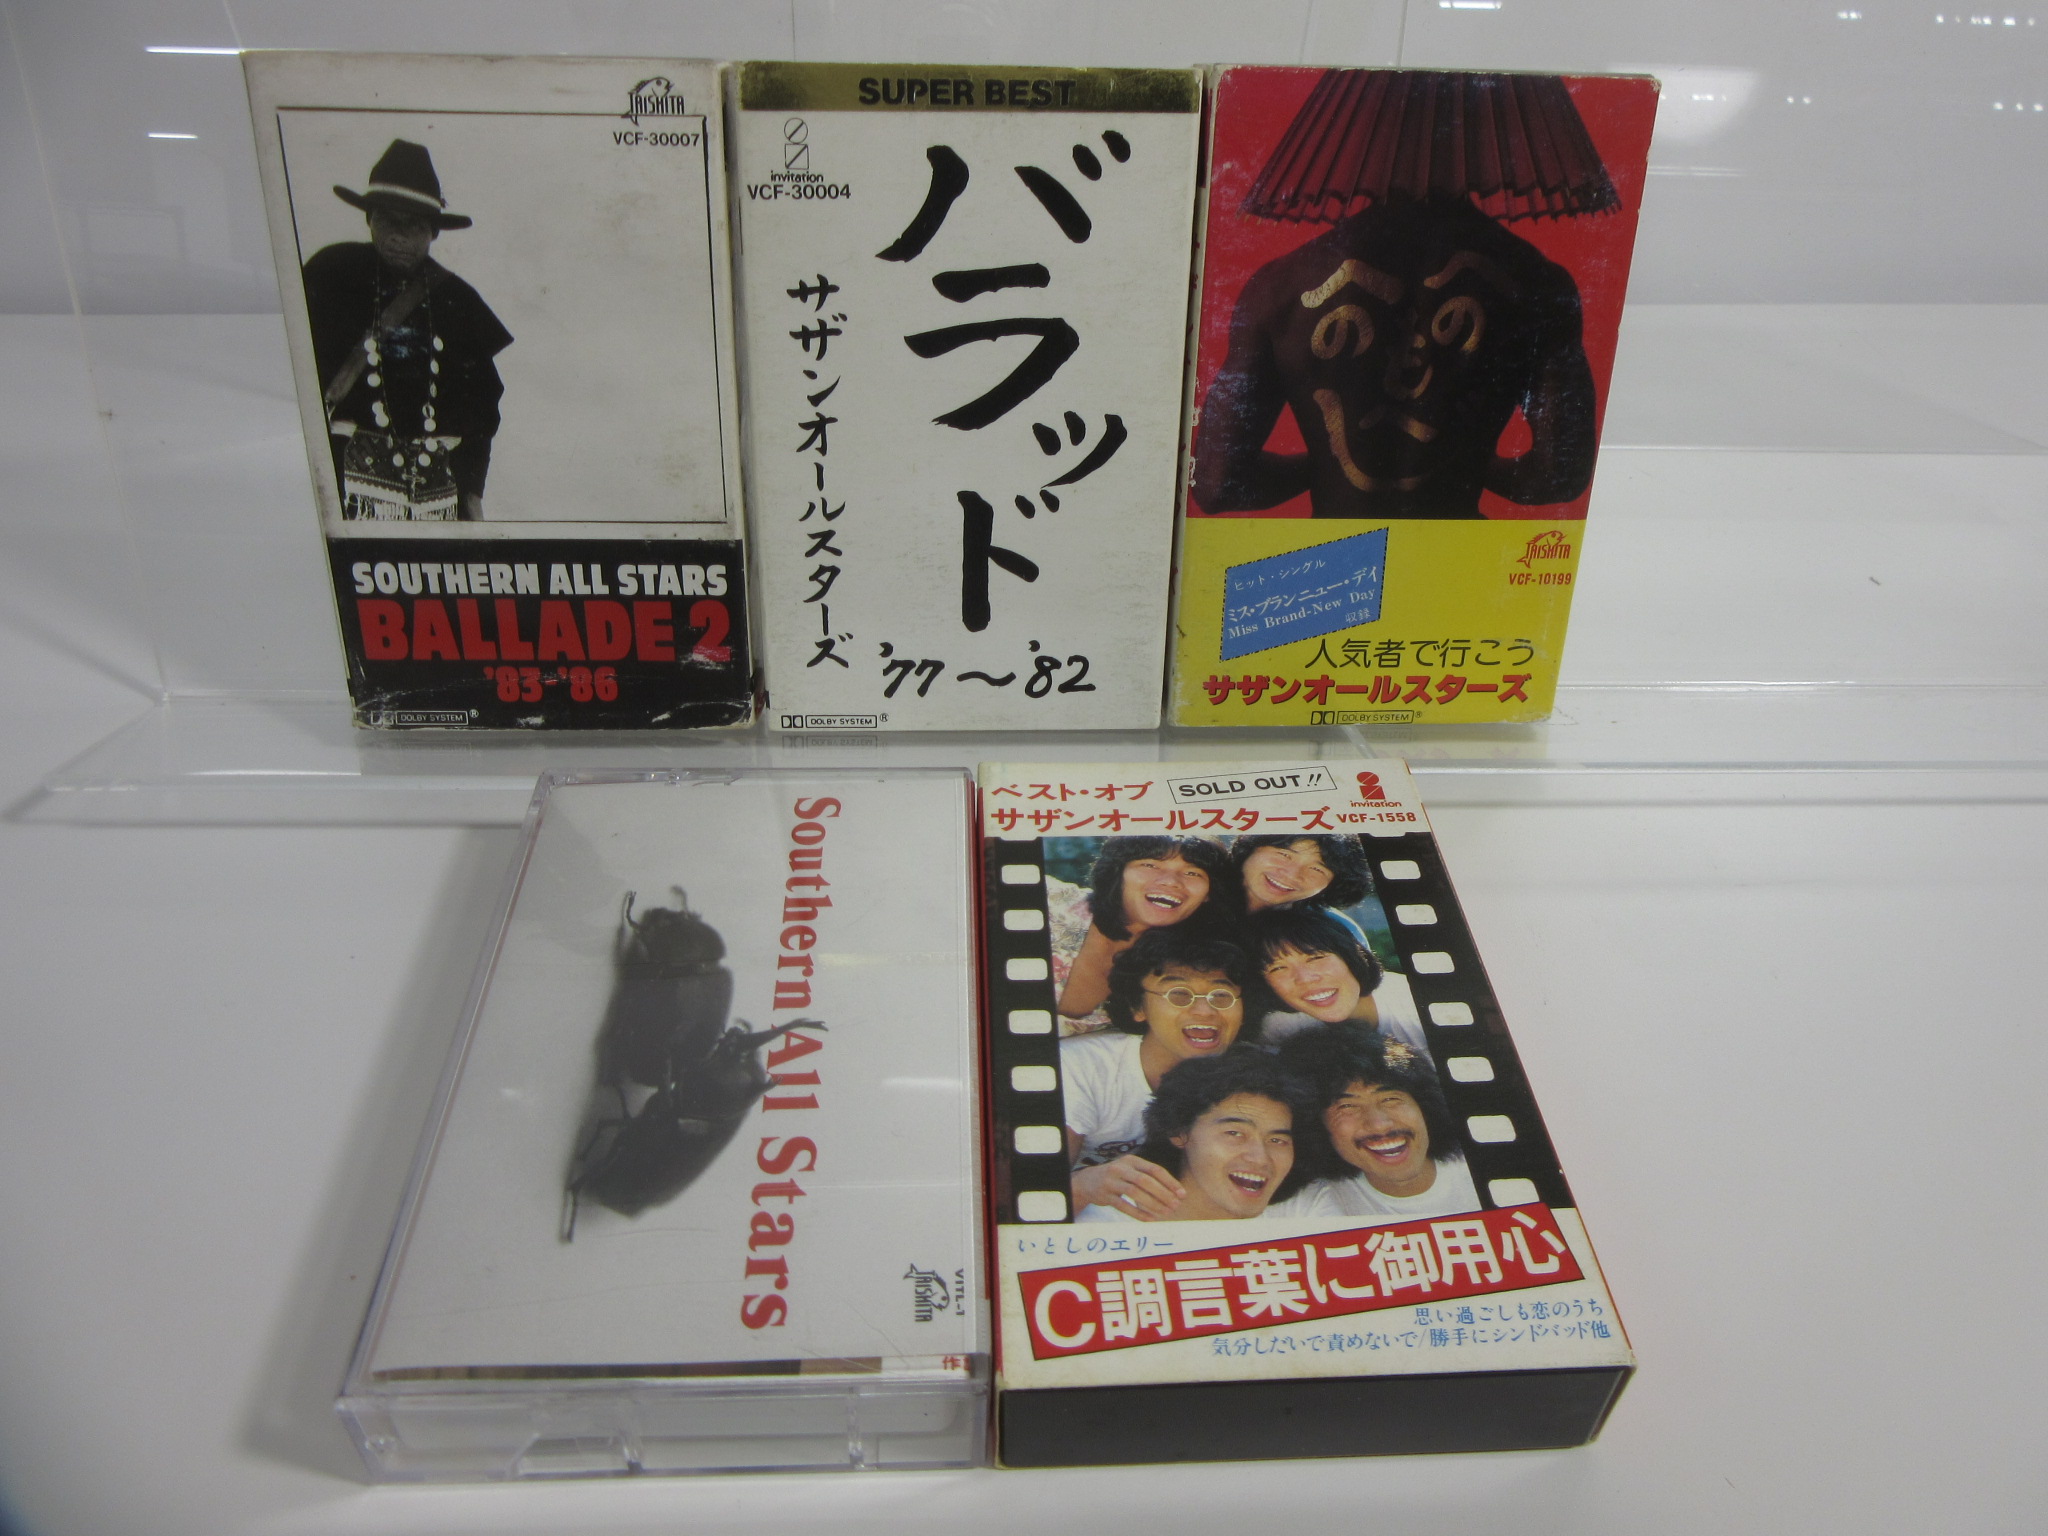 TAISHITA
VCF-30007
SOUTHERN ALL STARS
BALLADE 2
'83-'86
DOLBY SYSTEM®
SUPER BEST
invitation
VCF-30004
バラッド
サザンオールスターズ
'77～'82
DOLBY SYSTEM®
へ へ
の の
も
へ
じ
TAISHITA
VCF-10199
ヒット・シングル
ミス・ブランニュー・デイ
Miss Brand-New Day
収録
人気者で行こう
サザンオールスターズ
DOLBY SYSTEM®
Southern All Stars
TAISHITA
VITL-1
ベスト・オブ
SOLD OUT!!
サザンオールスターズ
invitation
VCF-1558
いとしのエリー
C調言葉に御用心
思い過ごしも恋のうち
気分しだいで責めないで/勝手にシンドバッド他